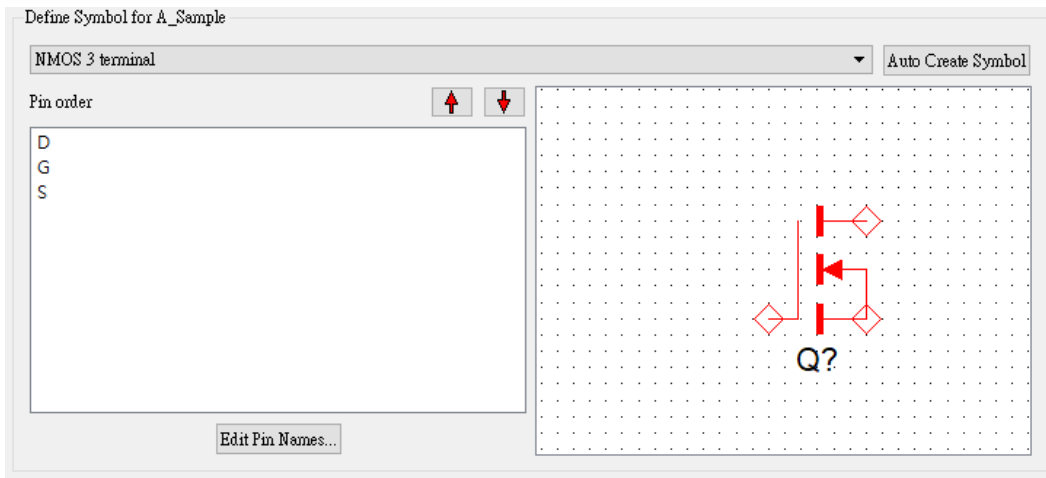 Define Symbol for A_Sample
NMOS 3 terminal
Auto Create Symbol
Pin order
D
G
S
Q?
Edit Pin Names...